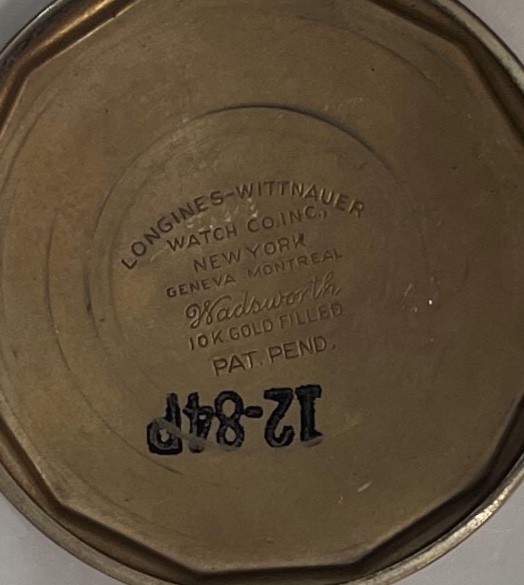 LONGINES-WITTNAUER
WATCH CO. INC.,
NEW YORK
GENEVA MONTREAL
Wadsworth
10K GOLD FILLED
PAT. PEND.
12-84P